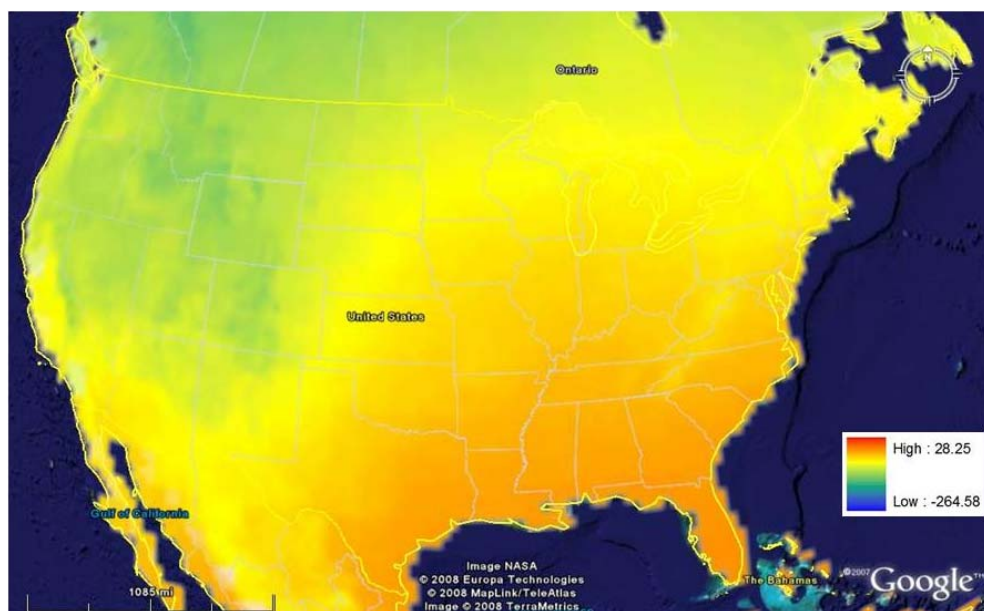 Ontario
N
United States
High : 28.25
Low : -264.58
Gulf of California
1085 mi
Image NASA
© 2008 Europa Technologies
© 2008 MapLink/TeleAtlas
Image © 2008 TerraMetrics
The Bahamas
©2007 Google™